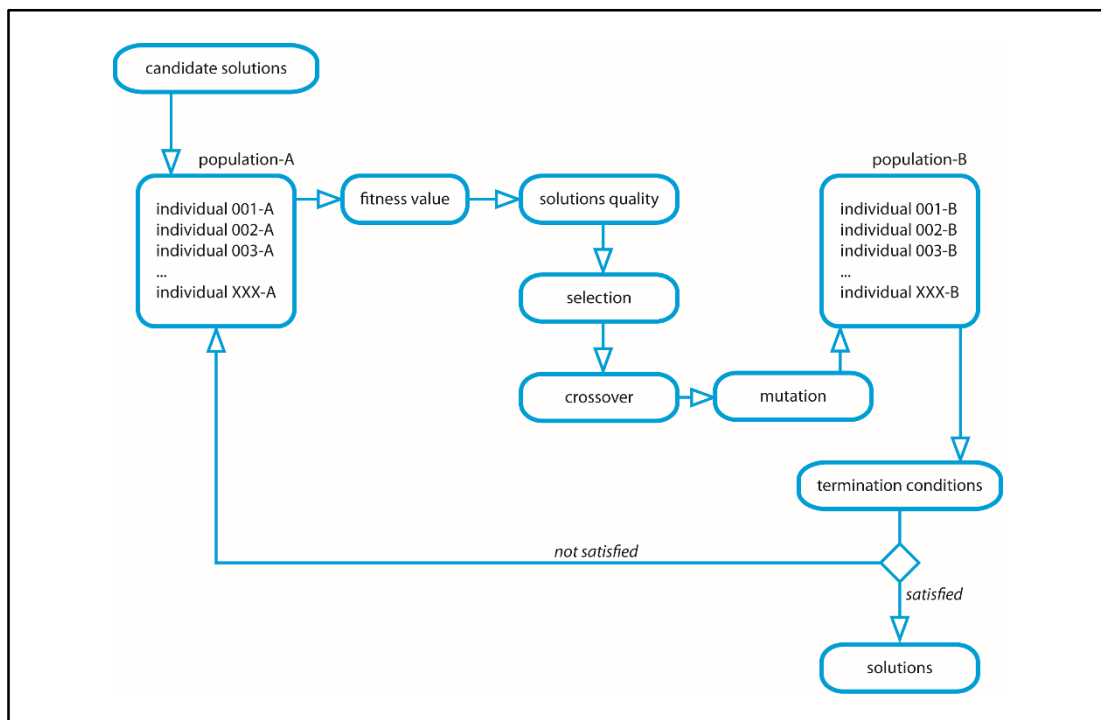 candidate solutions
population-A
individual 001-A
individual 002-A
individual 003-A
...
individual XXX-A
fitness value
solutions quality
selection
crossover
mutation
population-B
individual 001-B
individual 002-B
individual 003-B
...
individual XXX-B
termination conditions
not satisfied
satisfied
solutions